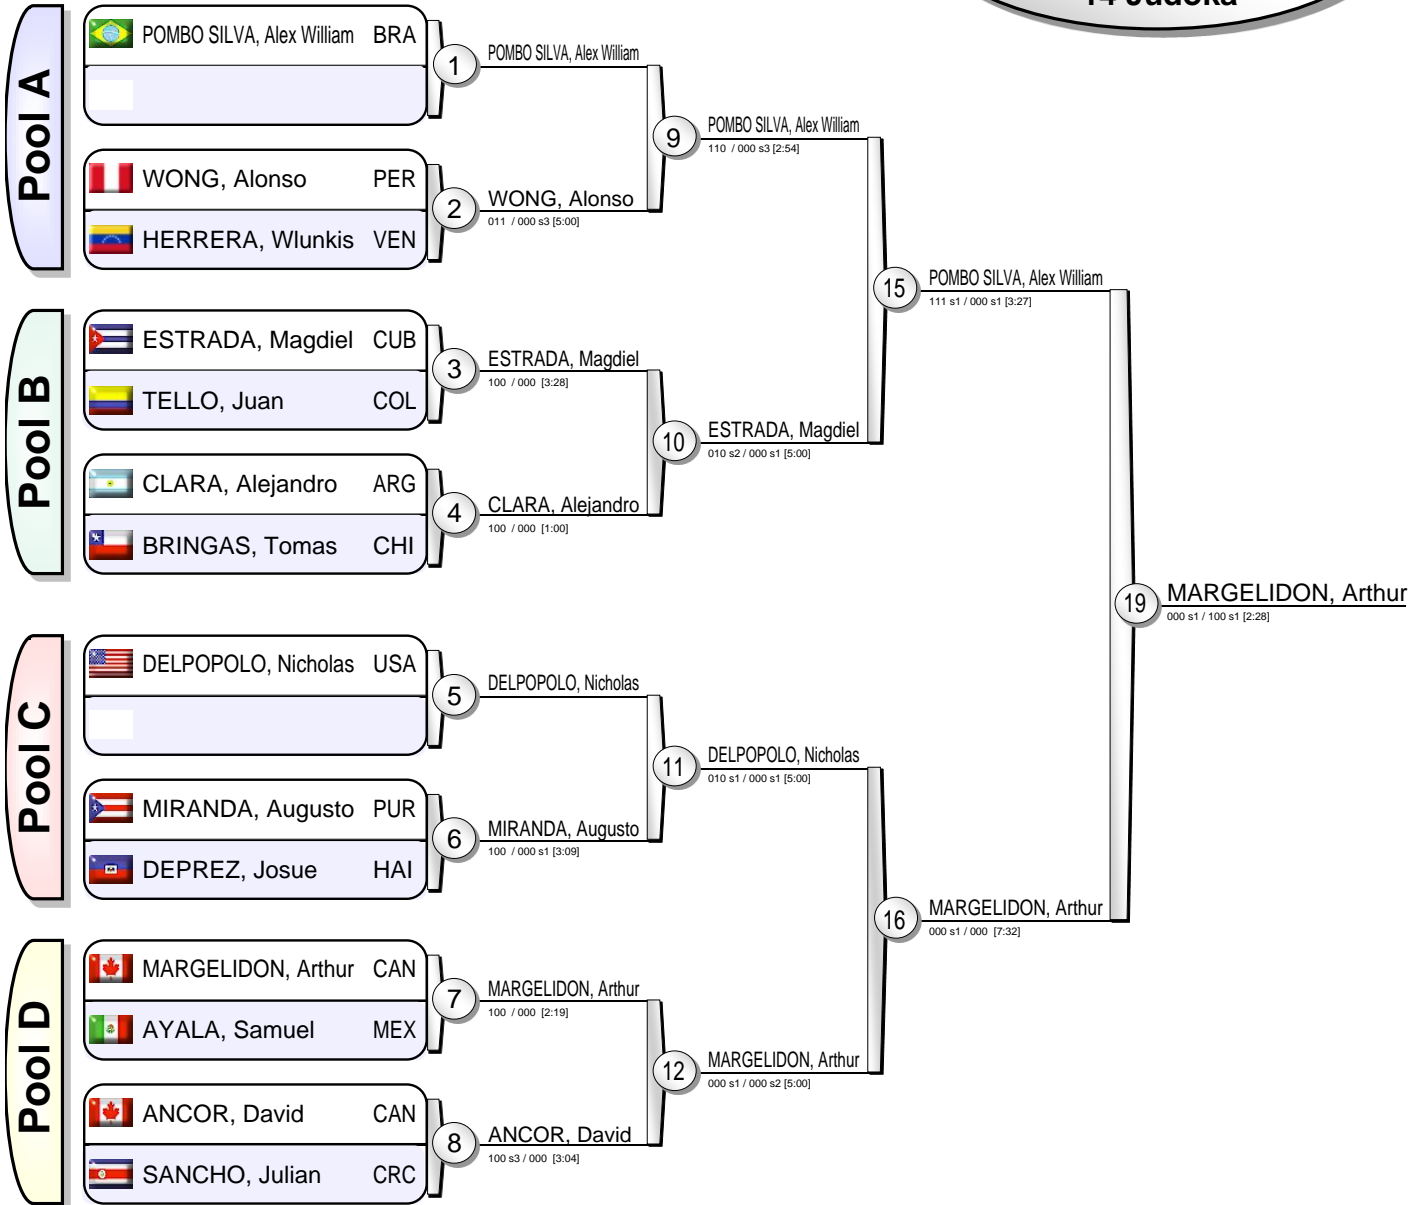 14 Judoka
Pool A
POMBO SILVA, Alex William BRA
1
POMBO SILVA, Alex William
WONG, Alonso PER
HERRERA, Wlunkis VEN
2
WONG, Alonso
011 / 000 s3 [5:00]
9
POMBO SILVA, Alex William
110 / 000 s3 [2:54]
Pool B
ESTRADA, Magdiel CUB
TELLO, Juan COL
3
ESTRADA, Magdiel
100 / 000 [3:28]
CLARA, Alejandro ARG
BRINGAS, Tomas CHI
4
CLARA, Alejandro
100 / 000 [1:00]
10
ESTRADA, Magdiel
010 s2 / 000 s1 [5:00]
15
POMBO SILVA, Alex William
111 s1 / 000 s1 [3:27]
Pool C
DELPOPOLO, Nicholas USA
5
DELPOPOLO, Nicholas
MIRANDA, Augusto PUR
DEPREZ, Josue HAI
6
MIRANDA, Augusto
100 / 000 s1 [3:09]
11
DELPOPOLO, Nicholas
010 s1 / 000 s1 [5:00]
Pool D
MARGELIDON, Arthur CAN
AYALA, Samuel MEX
7
MARGELIDON, Arthur
100 / 000 [2:19]
ANCOR, David CAN
SANCHO, Julian CRC
8
ANCOR, David
100 s3 / 000 [3:04]
12
MARGELIDON, Arthur
000 s1 / 000 s2 [5:00]
16
MARGELIDON, Arthur
000 s1 / 000 [7:32]
19
MARGELIDON, Arthur
000 s1 / 100 s1 [2:28]